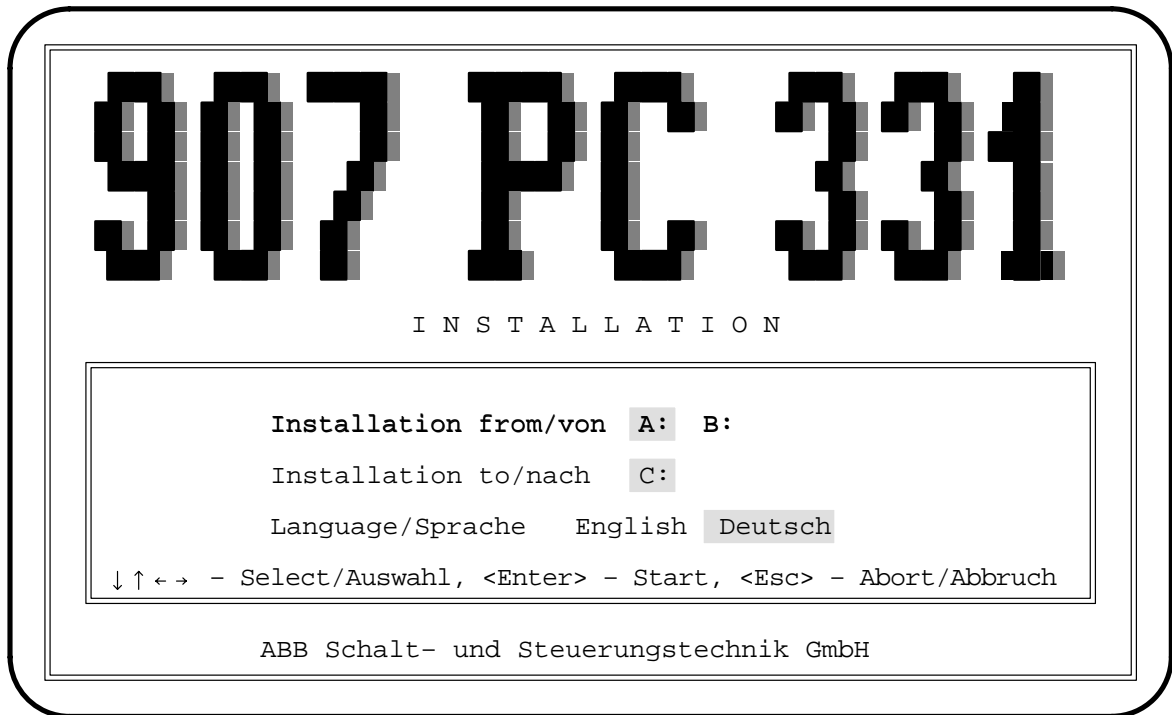 907 PC 331
I N S T A L L A T I O N
Installation from/von A: B:
Installation to/nach C:
Language/Sprache English Deutsch
↓ ↑ ← → – Select/Auswahl, <Enter> – Start, <Esc> – Abort/Abbruch
ABB Schalt– und Steuerungstechnik GmbH